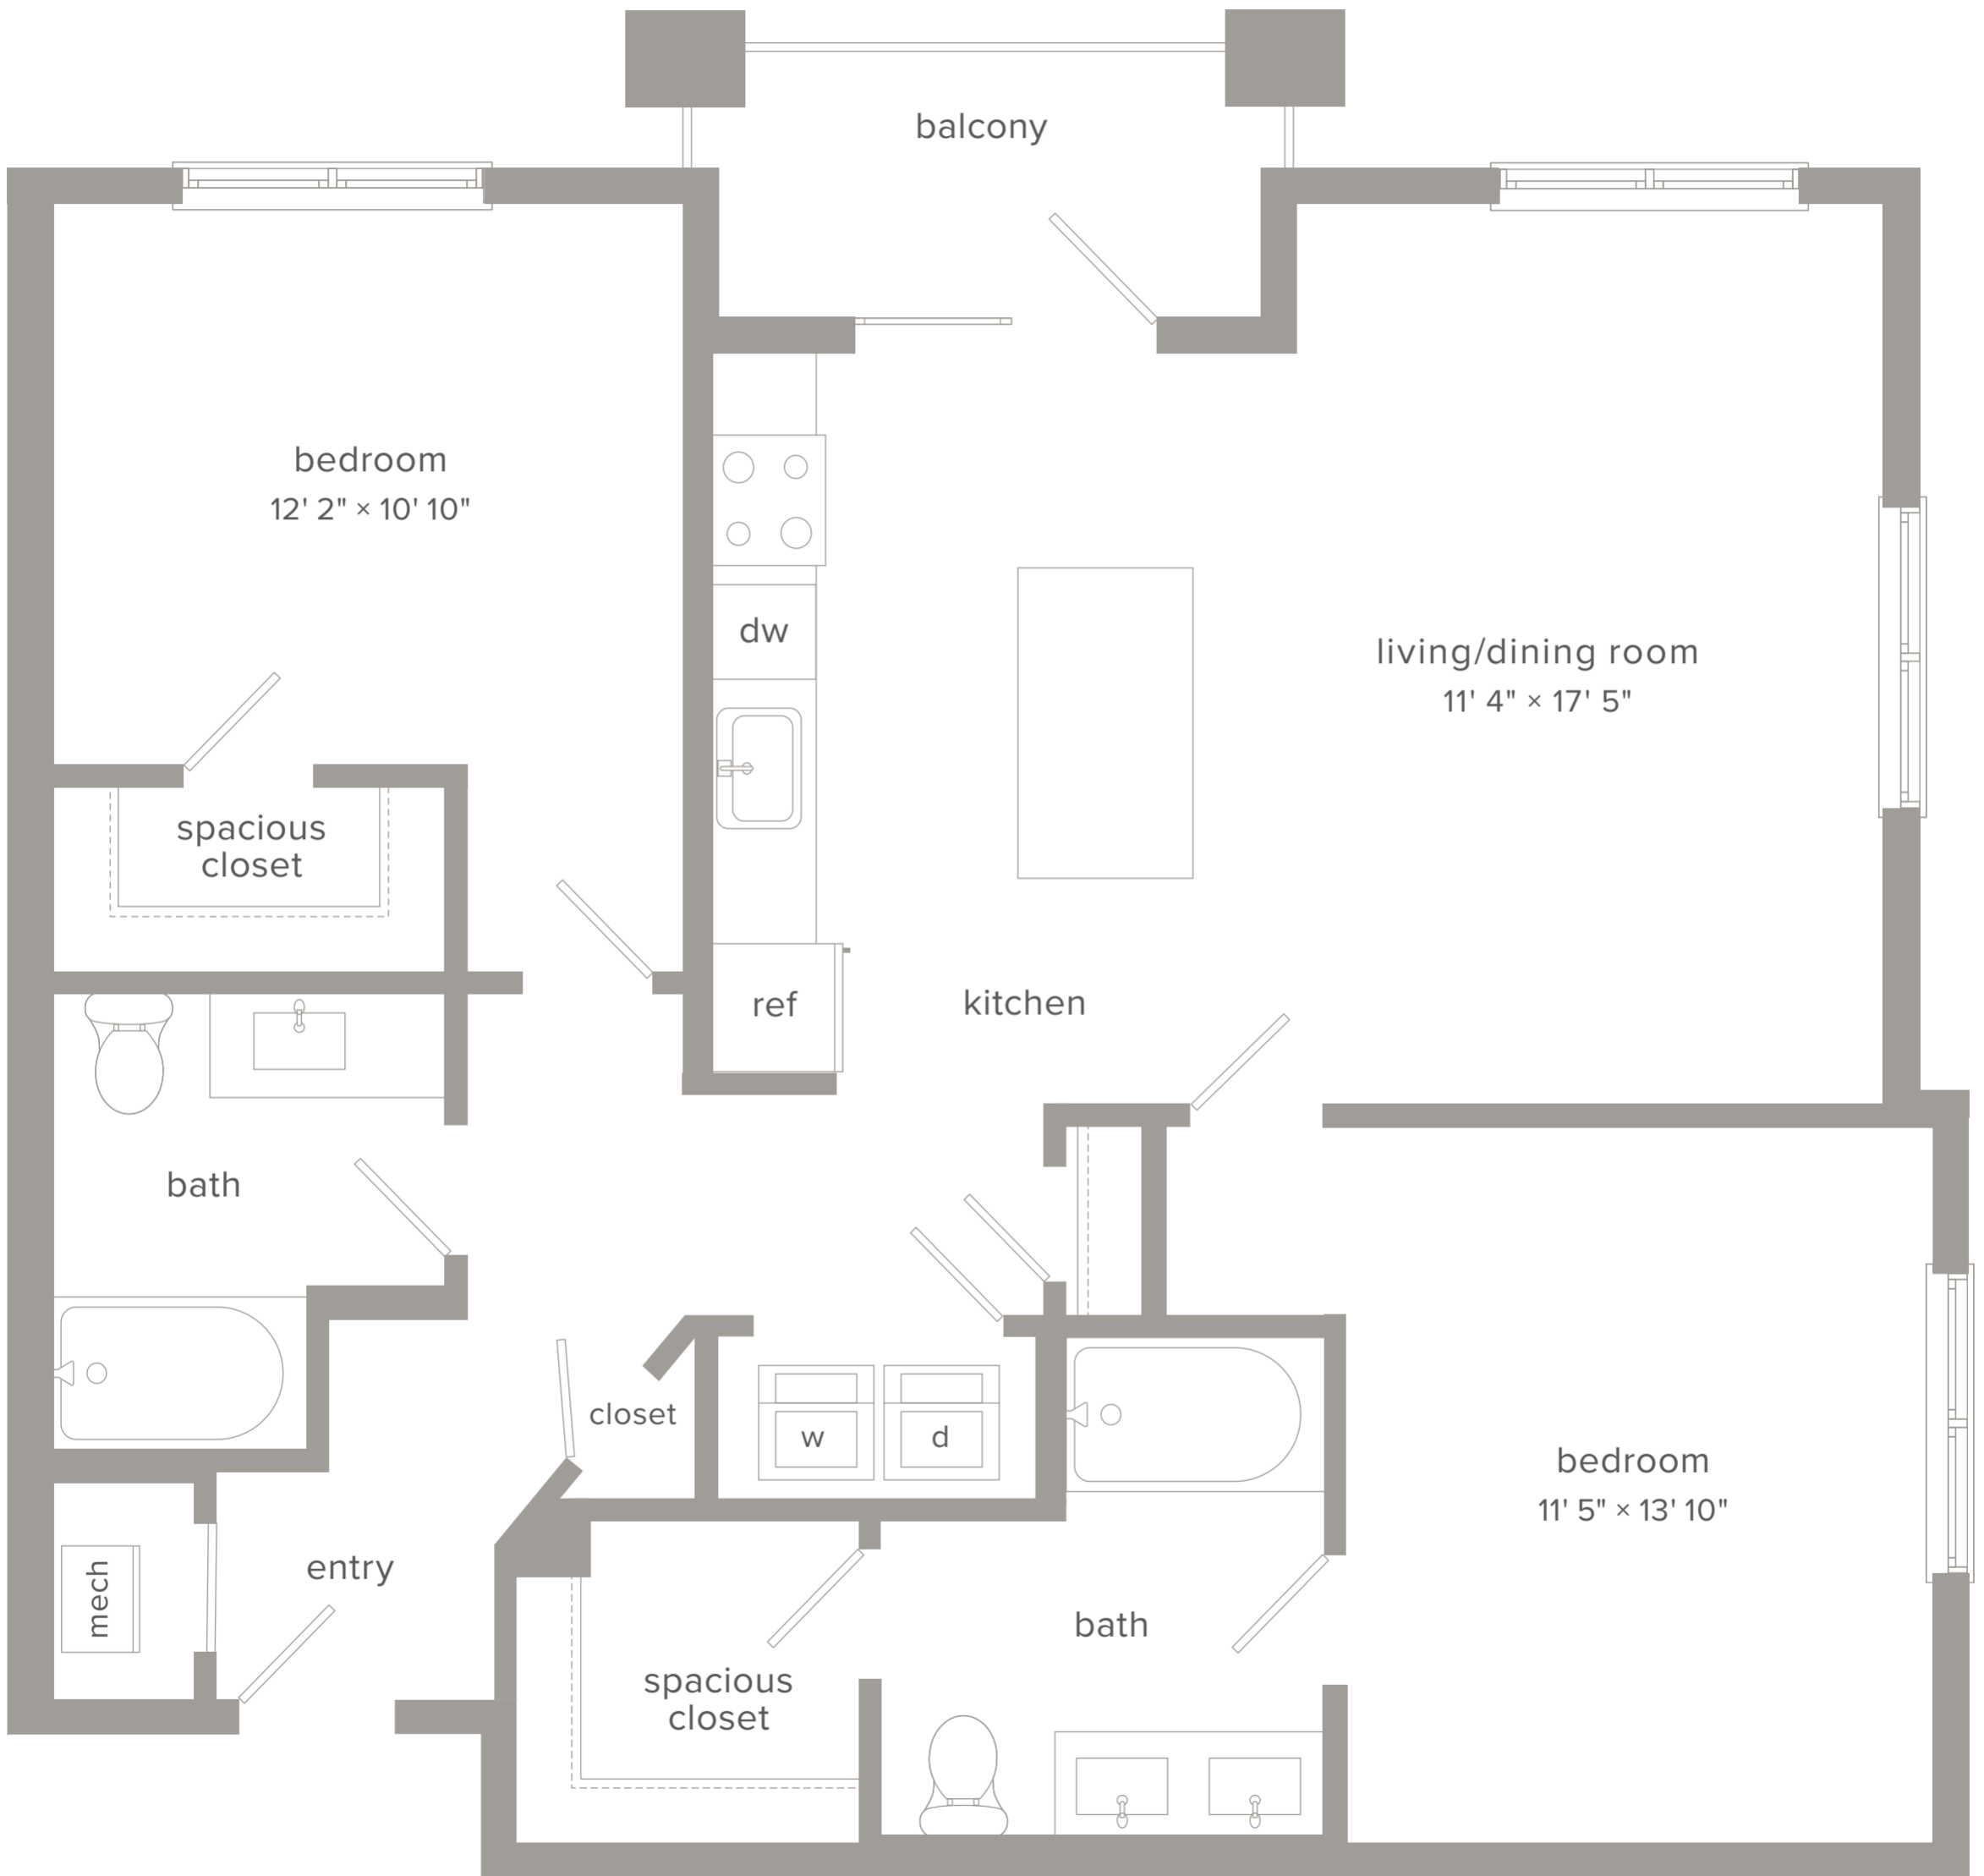 balcony
bedroom
12' 2" × 10' 10"
living/dining room
11' 4" × 17' 5"
dw
spacious
closet
ref
kitchen
bath
closet
w
d
bedroom
11' 5" × 13' 10"
entry
mech
bath
spacious
closet